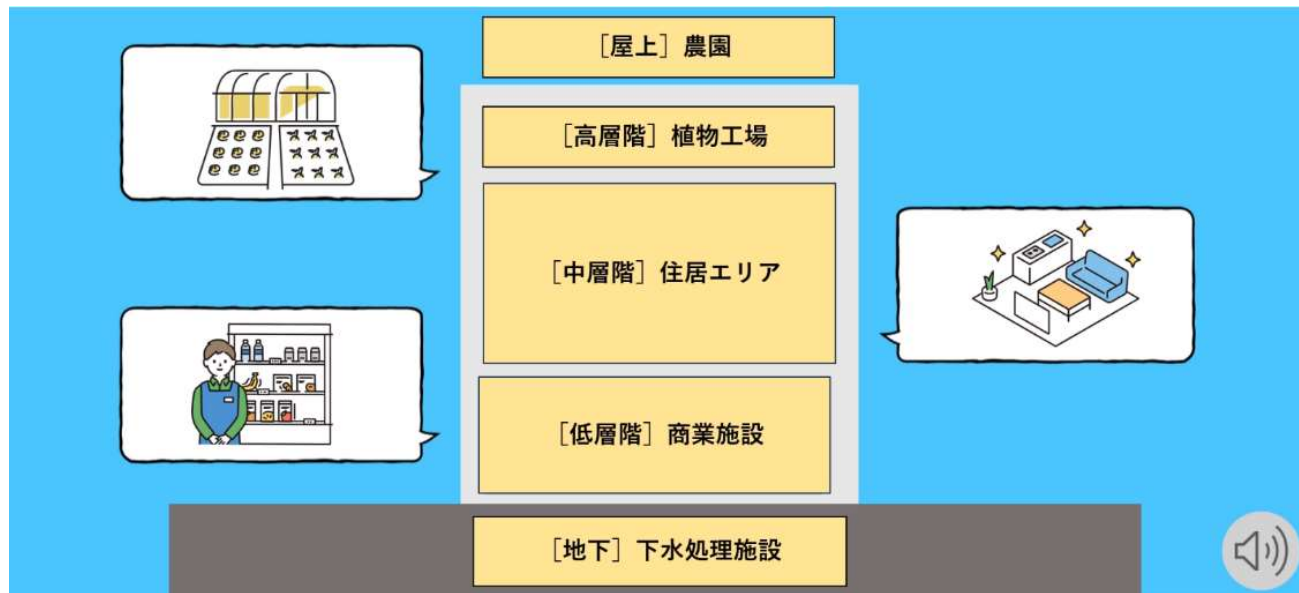 ［屋上］農園
［高層階］植物工場
［中層階］住居エリア
［低層階］商業施設
［地下］下水処理施設